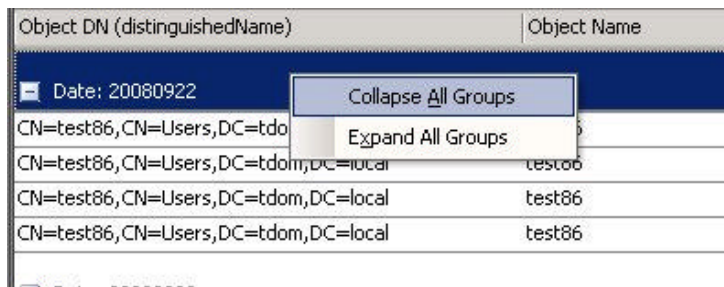 Object DN (distinguishedName) Object Name
Date: 20080922
Collapse All Groups
Expand All Groups
CN=test86,CN=Users,DC=tdo
CN=test86,CN=Users,DC=tdom,DC=local test86
CN=test86,CN=Users,DC=tdom,DC=local test86
CN=test86,CN=Users,DC=tdom,DC=local test86